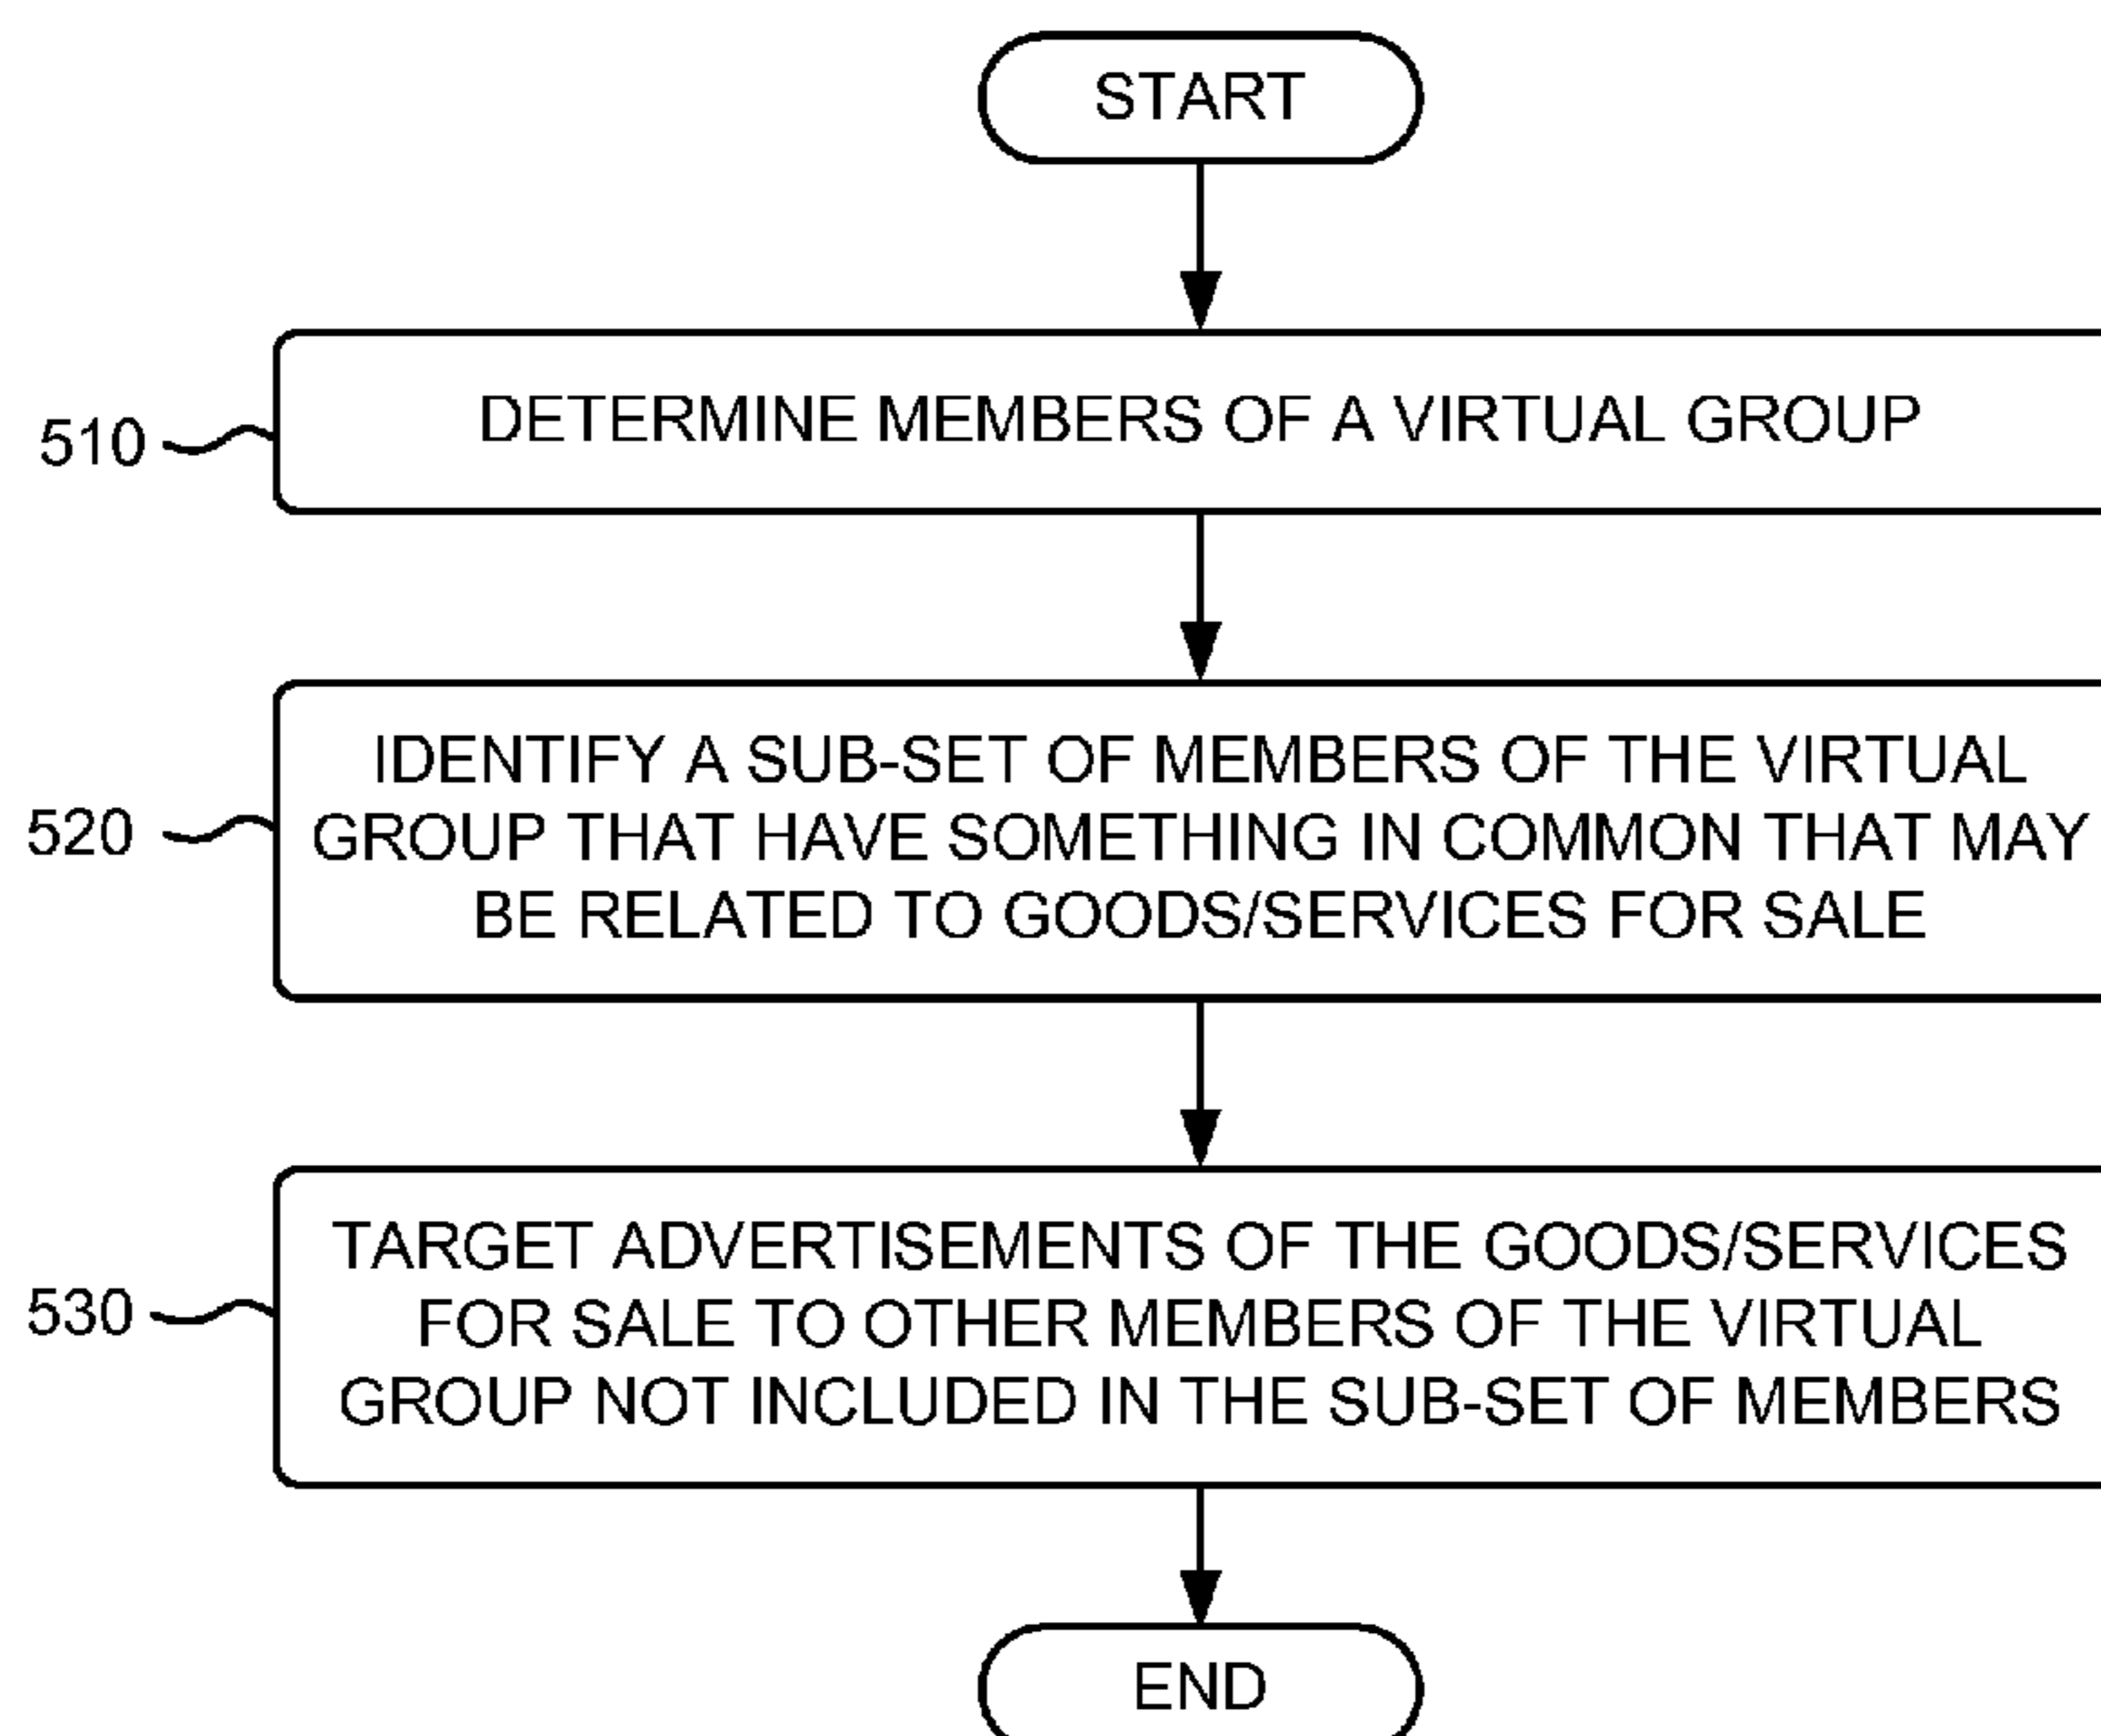 START
510
DETERMINE MEMBERS OF A VIRTUAL GROUP
520
IDENTIFY A SUB-SET OF MEMBERS OF THE VIRTUAL
GROUP THAT HAVE SOMETHING IN COMMON THAT MAY
BE RELATED TO GOODS/SERVICES FOR SALE
530
TARGET ADVERTISEMENTS OF THE GOODS/SERVICES
FOR SALE TO OTHER MEMBERS OF THE VIRTUAL
GROUP NOT INCLUDED IN THE SUB-SET OF MEMBERS
END